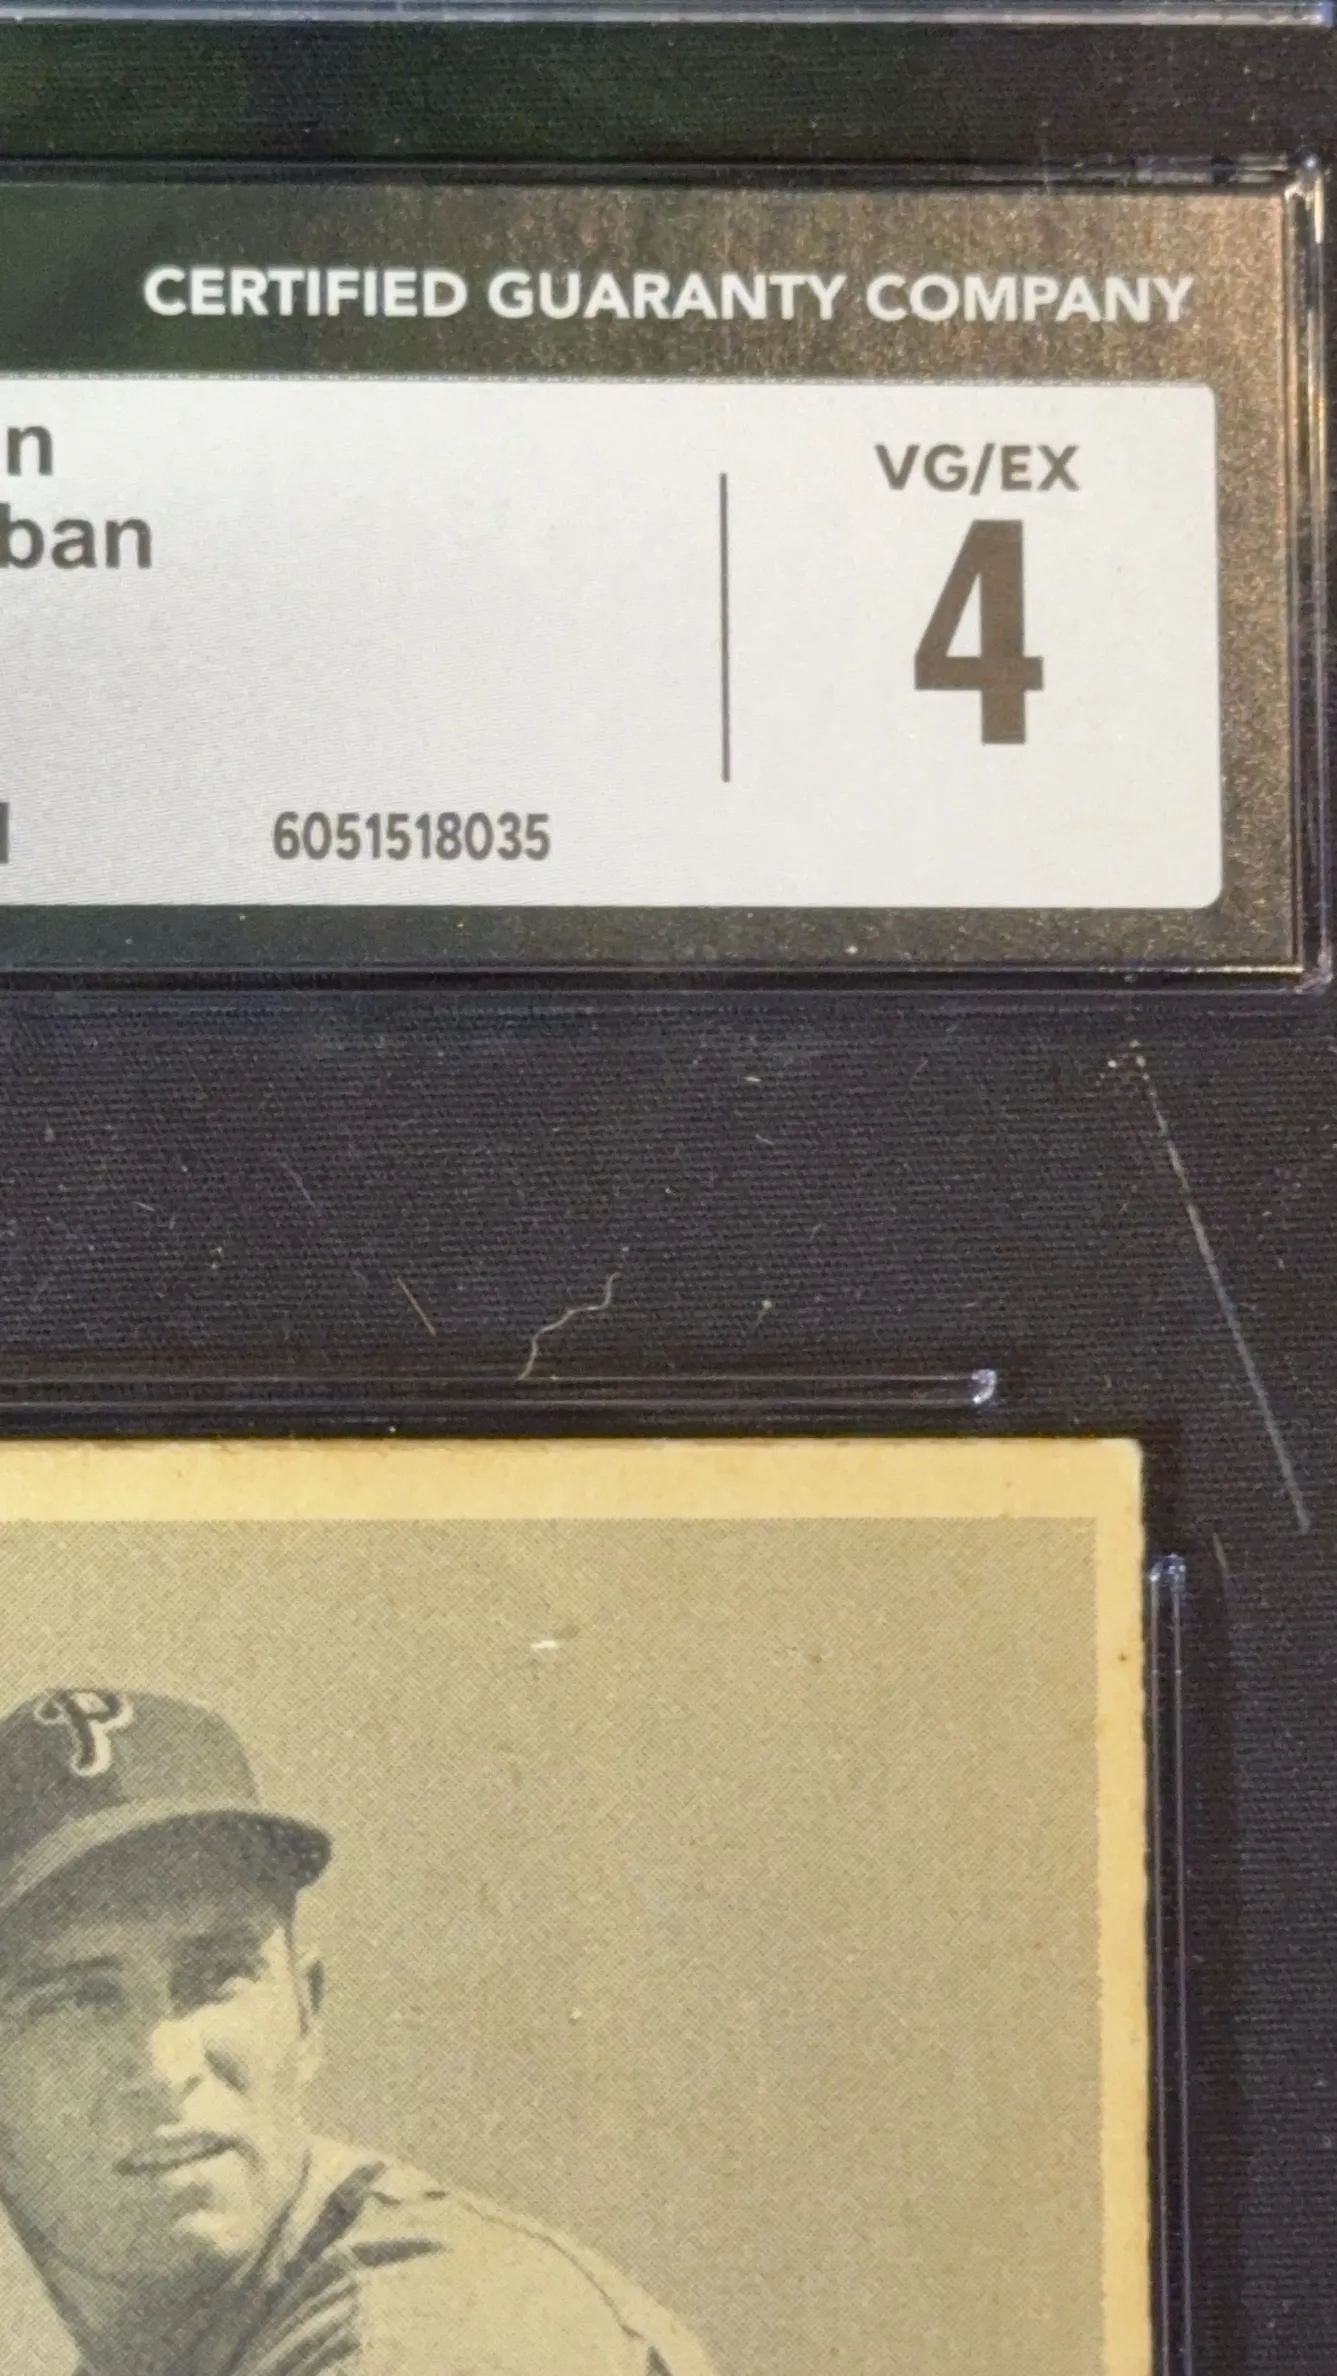 CERTIFIED GUARANTY COMPANY
n
ban
VG/EX
4
6051518035
P